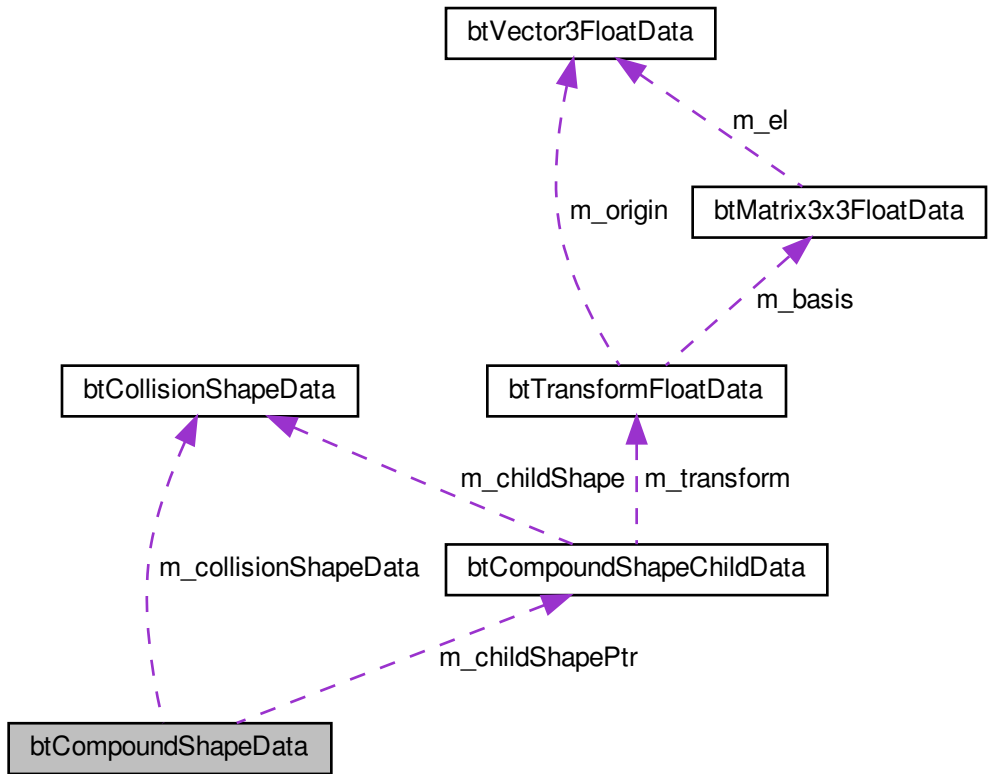 btVector3FloatData
m_el
btMatrix3x3FloatData
m_origin
m_basis
btCollisionShapeData
btTransformFloatData
m_childShape
m_transform
btCompoundShapeChildData
m_collisionShapeData
m_childShapePtr
btCompoundShapeData